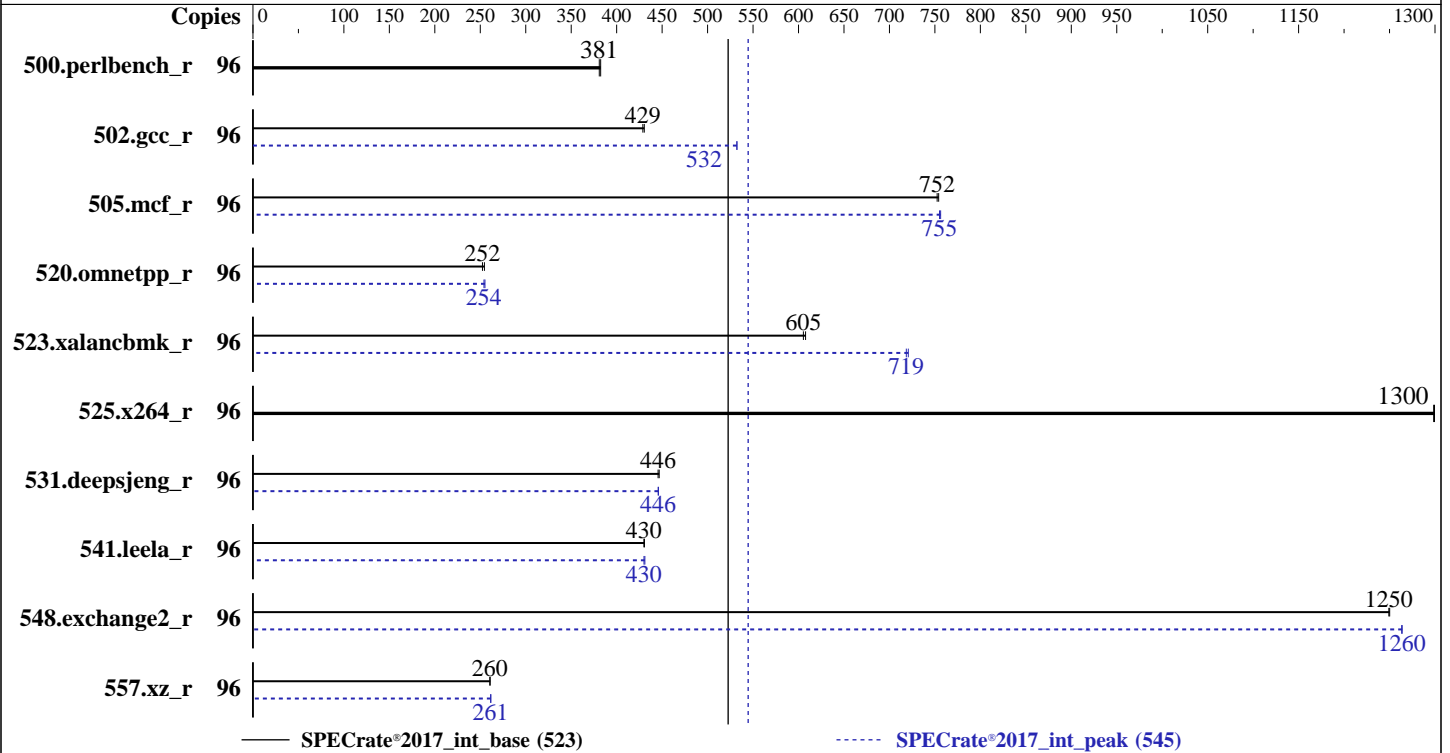 Copies 0 100 150 200 250 300 350 400 450 500 550 600 650 700 750 800 850 900 950 1050 1150 1300
500.perlbench_r 96 381
502.gcc_r 96 429
532
505.mcf_r 96 752
755
520.omnetpp_r 96 252
254
523.xalancbmk_r 96 605
719
525.x264_r 96 1300
531.deepsjeng_r 96 446
446
541.leela_r 96 430
430
548.exchange2_r 96 1250
1260
557.xz_r 96 260
261
SPECrate®2017_int_base (523) SPECrate®2017_int_peak (545)